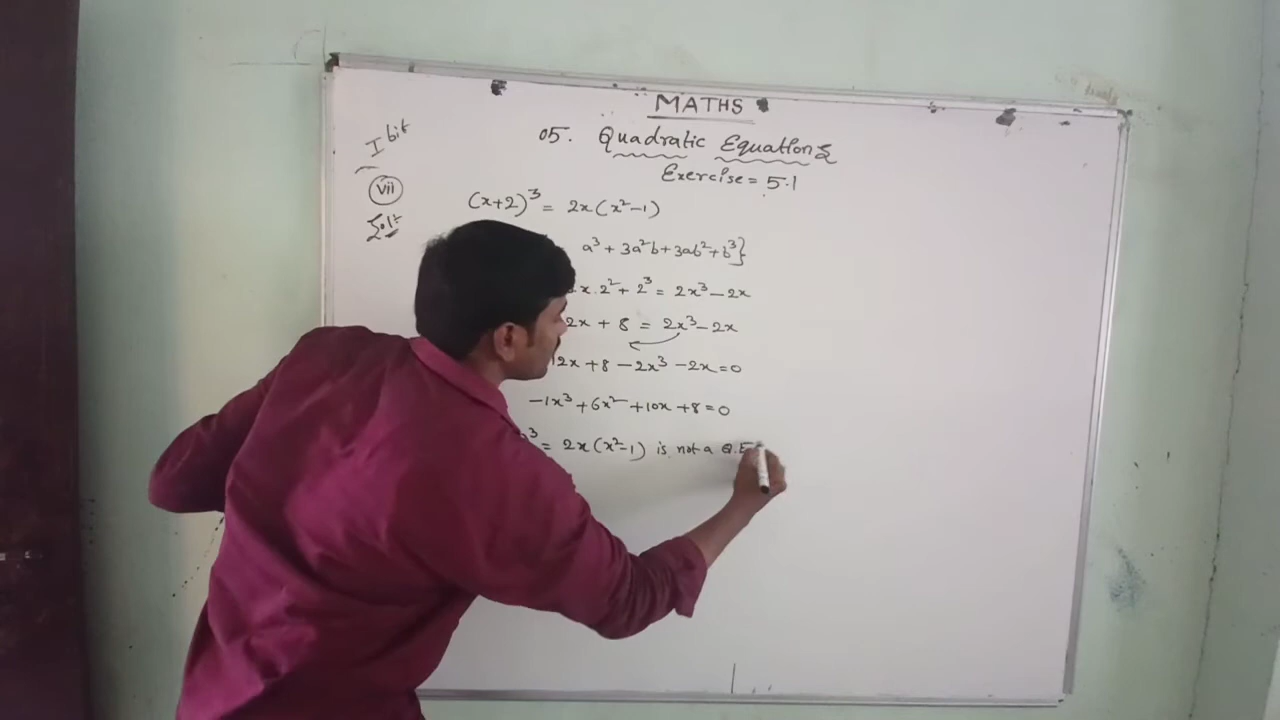 MATHS
05. Quadratic Equations
Exercise = 5.1
I bit
vii
(x+2)³ = 2x(x²-1)
Sol:
a³ + 3a²b + 3ab² + b³}
x.2² + 2³ = 2x³ - 2x
2x + 8 = 2x³ - 2x
12x + 8 - 2x³ - 2x = 0
-1x³ + 6x² + 10x + 8 = 0
)³ = 2x(x²-1) is not a Q.E